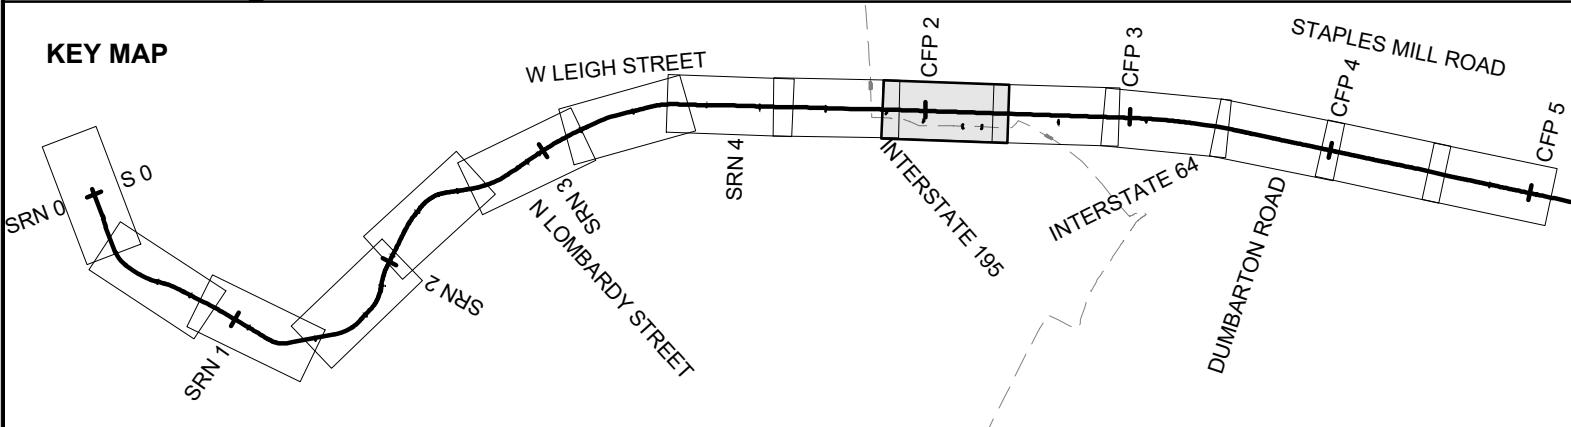 KEY MAP
W LEIGH STREET
CFP 2
CFP 3
STAPLES MILL ROAD
CFP 4
CFP 5
S 0
SRN 0
SRN 1
SRN 2
SRN 3
N LOMBARDY STREET
SRN 4
INTERSTATE 195
INTERSTATE 64
DUMBARTON ROAD